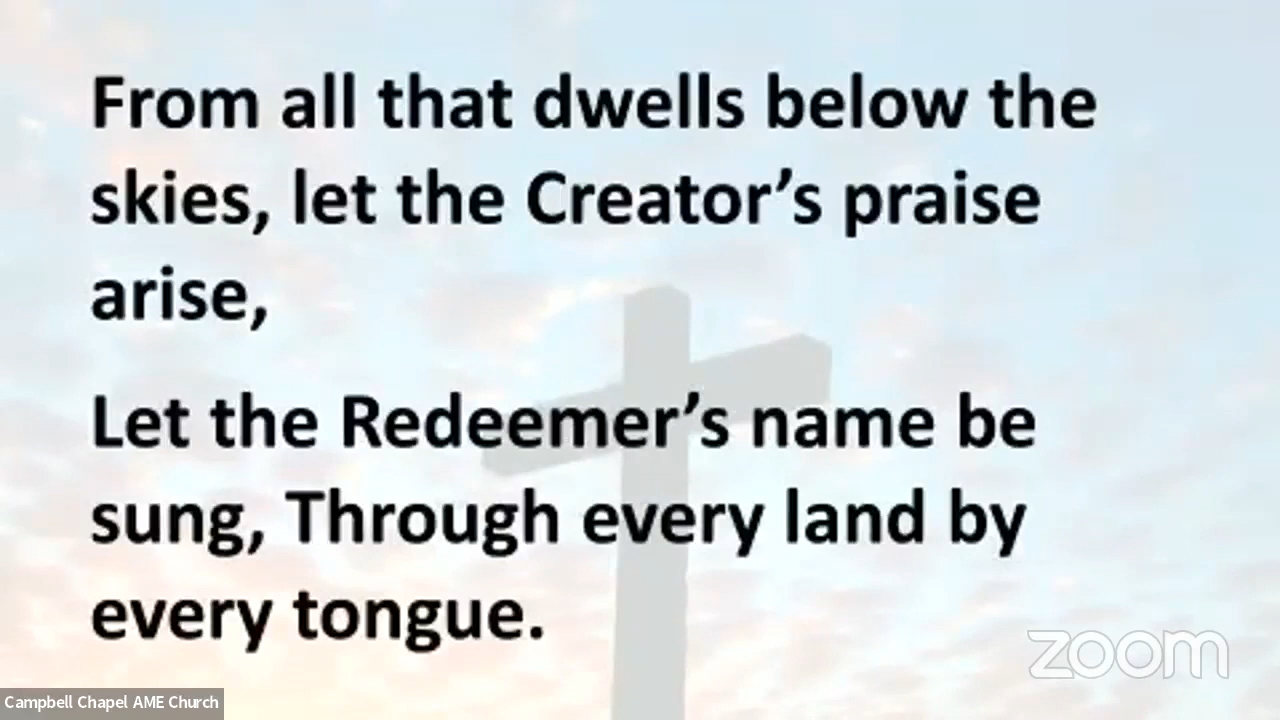 From all that dwells below the
skies, let the Creator’s praise
arise,
Let the Redeemer’s name be
sung, Through every land by
every tongue.
zoom
Campbell Chapel AME Church